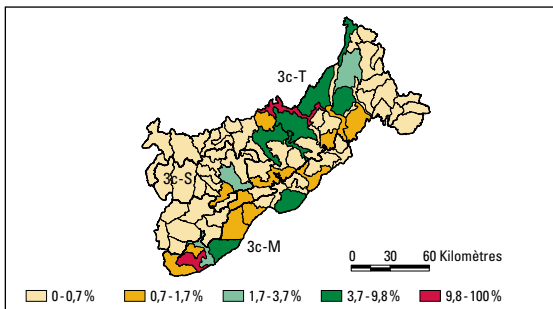 3c-T
3c-S
3c-M
0 30 60 Kilomètres
0 - 0,7 % 0,7 - 1,7 % 1,7 - 3,7 % 3,7 - 9,8 % 9,8 - 100 %